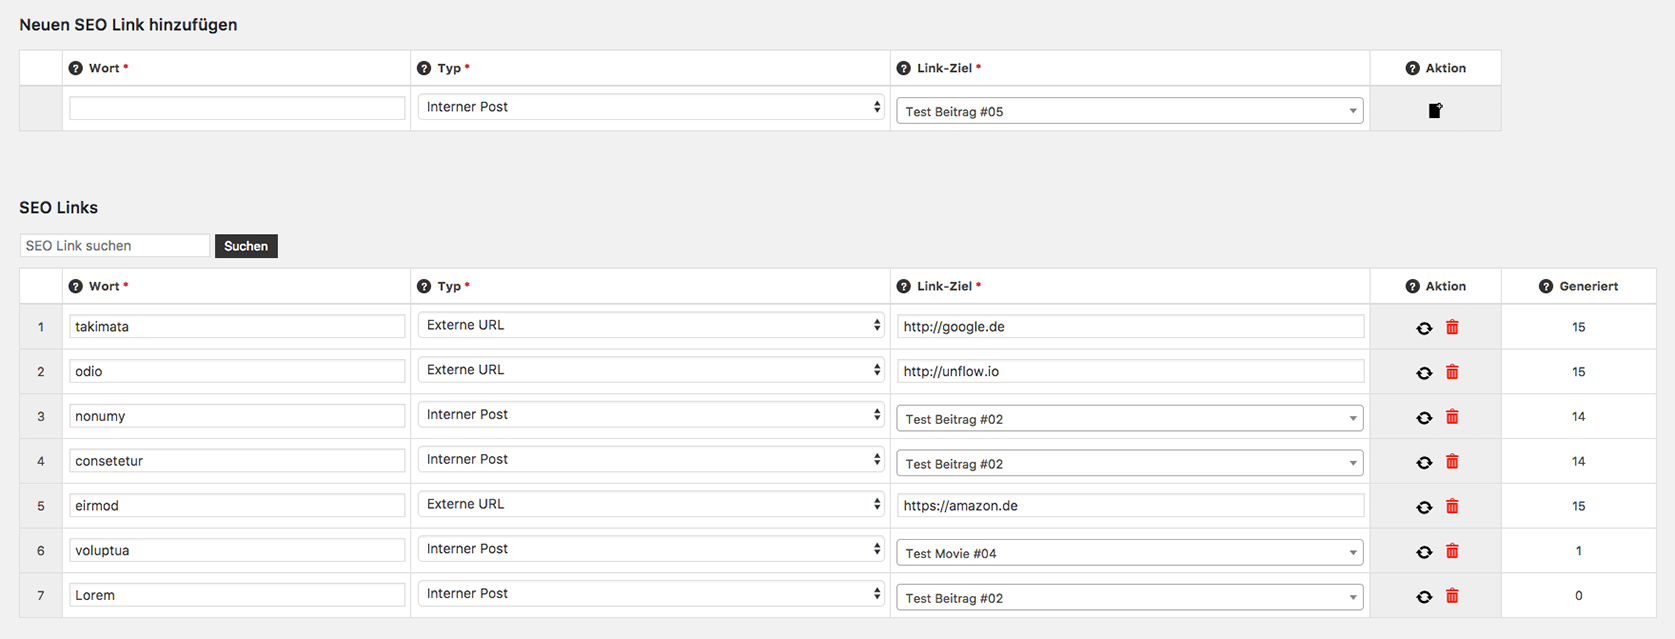 Neuen SEO Link hinzufügen
Wort * Typ * Link-Ziel * Aktion
Interner Post Test Beitrag #05
SEO Links
SEO Link suchen Suchen
Wort * Typ * Link-Ziel * Aktion Generiert
1 takimata Externe URL http://google.de 15
2 odio Externe URL http://unflow.io 15
3 nonumy Interner Post Test Beitrag #02 14
4 consetetur Interner Post Test Beitrag #02 14
5 eirmod Externe URL https://amazon.de 15
6 voluptua Interner Post Test Movie #04 1
7 Lorem Interner Post Test Beitrag #02 0